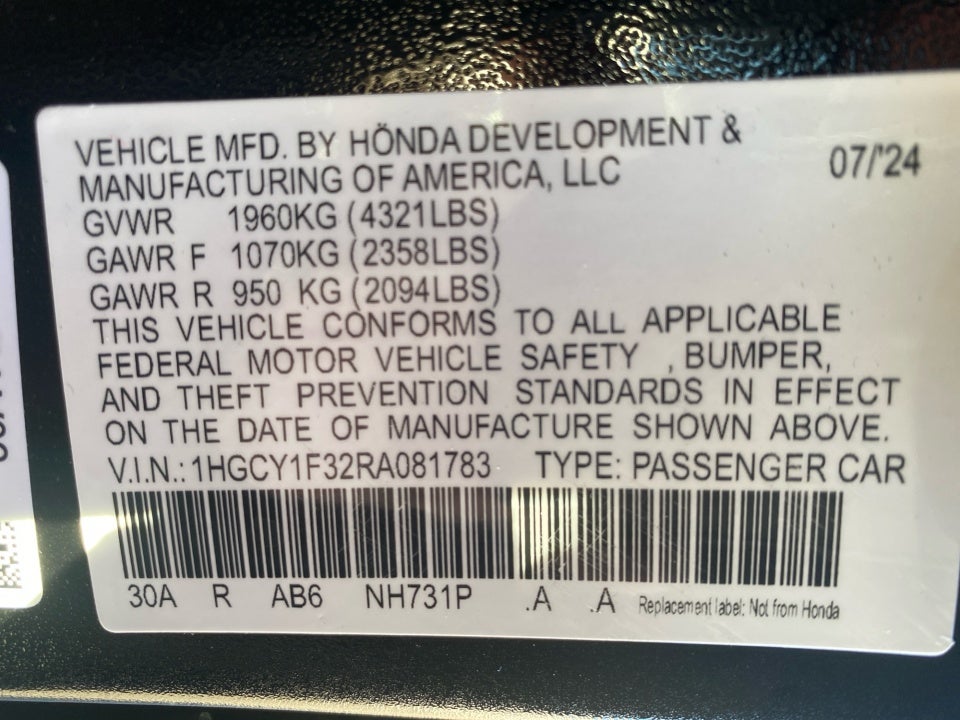 VEHICLE MFD. BY HÖNDA DEVELOPMENT &
MANUFACTURING OF AMERICA, LLC
07/'24
GVWR 1960KG (4321LBS)
GAWR F 1070KG (2358LBS)
GAWR R 950 KG (2094LBS)
THIS VEHICLE CONFORMS TO ALL APPLICABLE
FEDERAL MOTOR VEHICLE SAFETY , BUMPER,
AND THEFT PREVENTION STANDARDS IN EFFECT
ON THE DATE OF MANUFACTURE SHOWN ABOVE.
V.I.N.: 1HGCY1F32RA081783 TYPE: PASSENGER CAR
30A R AB6 NH731P .A .A Replacement label: Not from Honda